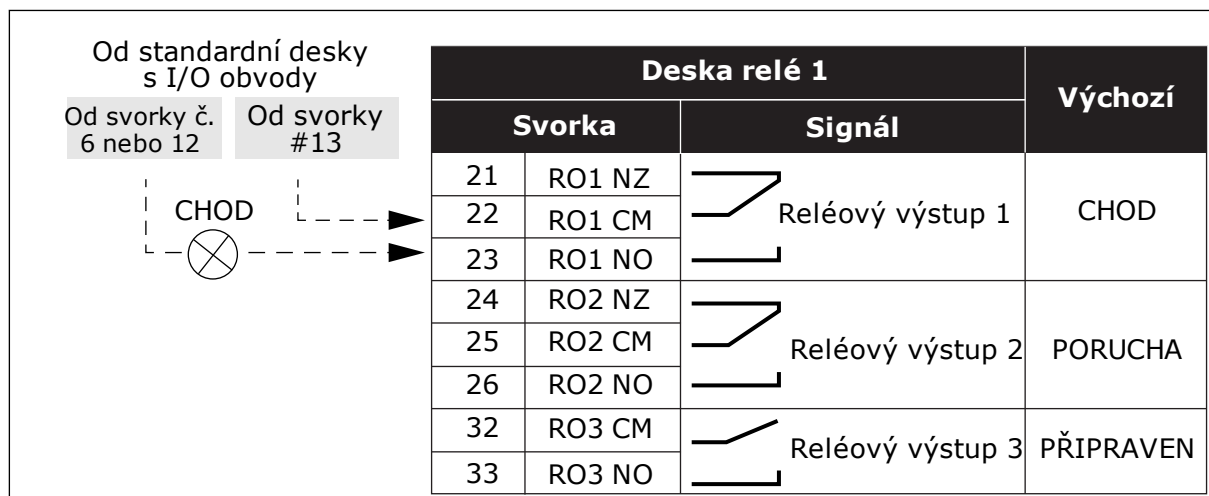 Od standardní desky
s I/O obvody
Od svorky č.
6 nebo 12
Od svorky
#13
CHOD
Deska relé 1
Výchozí
Svorka
Signál
21
RO1 NZ
22
RO1 CM
23
RO1 NO
Reléový výstup 1
CHOD
24
RO2 NZ
25
RO2 CM
26
RO2 NO
Reléový výstup 2
PORUCHA
32
RO3 CM
33
RO3 NO
Reléový výstup 3
PŘIPRAVEN